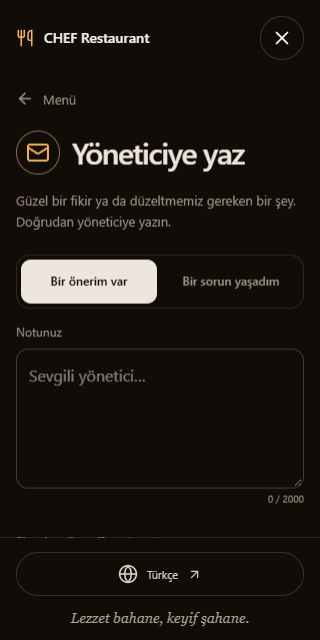 CHEF Restaurant
Menü
Yöneticiye yaz
Güzel bir fikir ya da düzeltmemiz gereken bir şey.
Doğrudan yöneticiye yazın.
Bir önerim var
Bir sorun yaşadım
Notunuz
Sevgili yönetici...
0 / 2000
Türkçe
Lezzet bahane, keyif şahane.